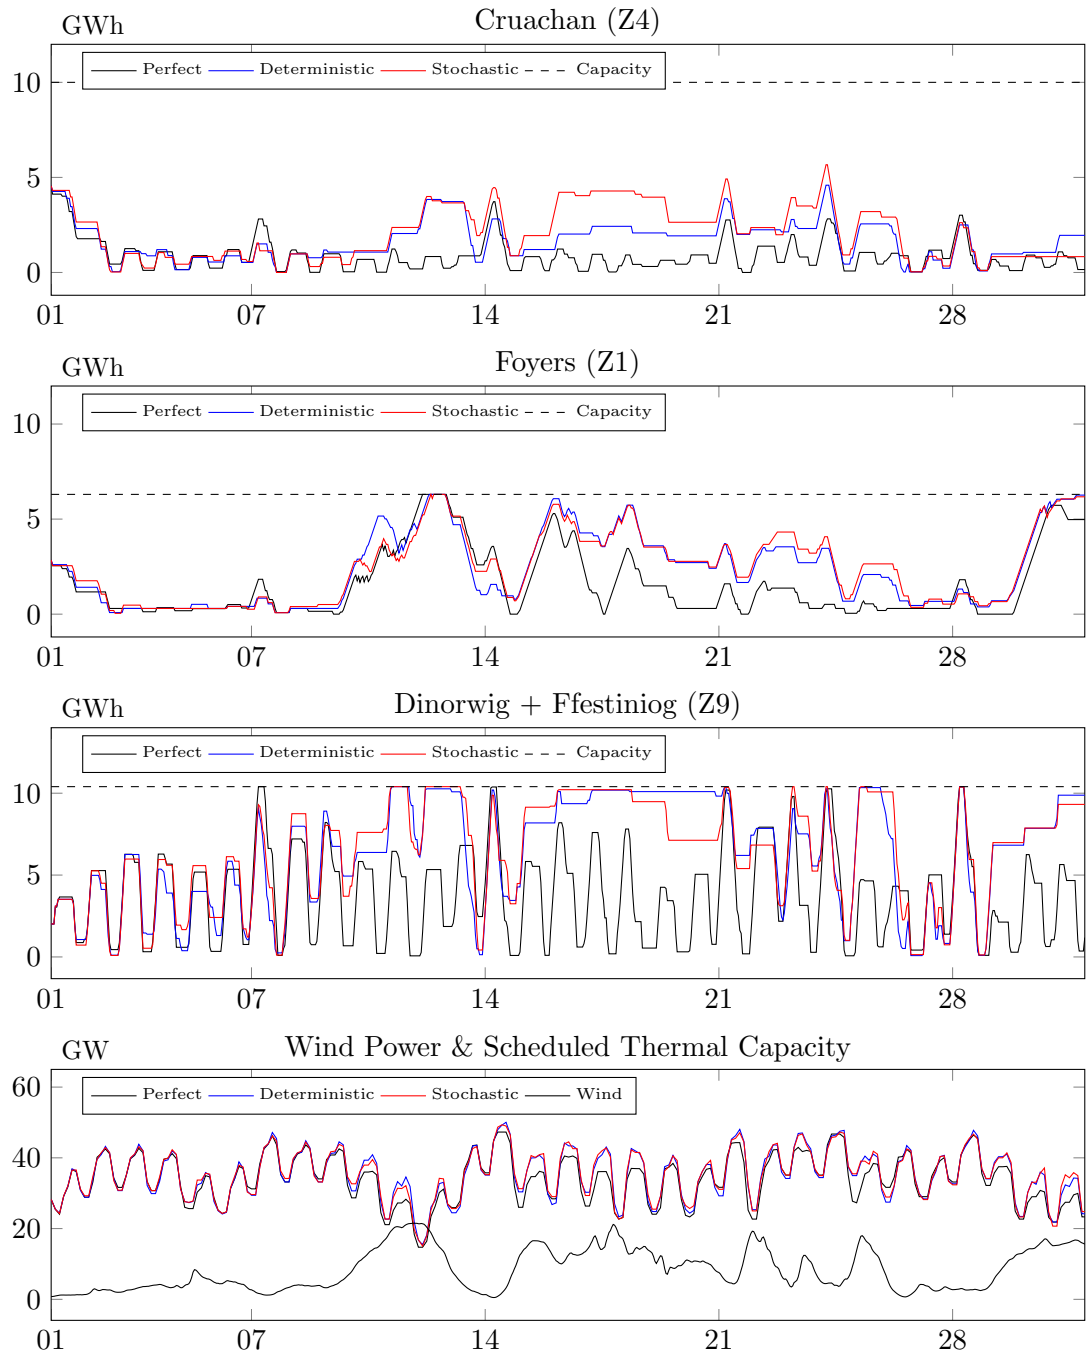 GWh
Cruachan (Z4)
Perfect Deterministic Stochastic Capacity
10
5
0
01 07 14 21 28
GWh
Foyers (Z1)
Perfect Deterministic Stochastic Capacity
10
5
0
01 07 14 21 28
GWh
Dinorwig + Ffestiniog (Z9)
Perfect Deterministic Stochastic Capacity
10
5
0
01 07 14 21 28
GW
Wind Power & Scheduled Thermal Capacity
Perfect Deterministic Stochastic Wind
60
40
20
0
01 07 14 21 28